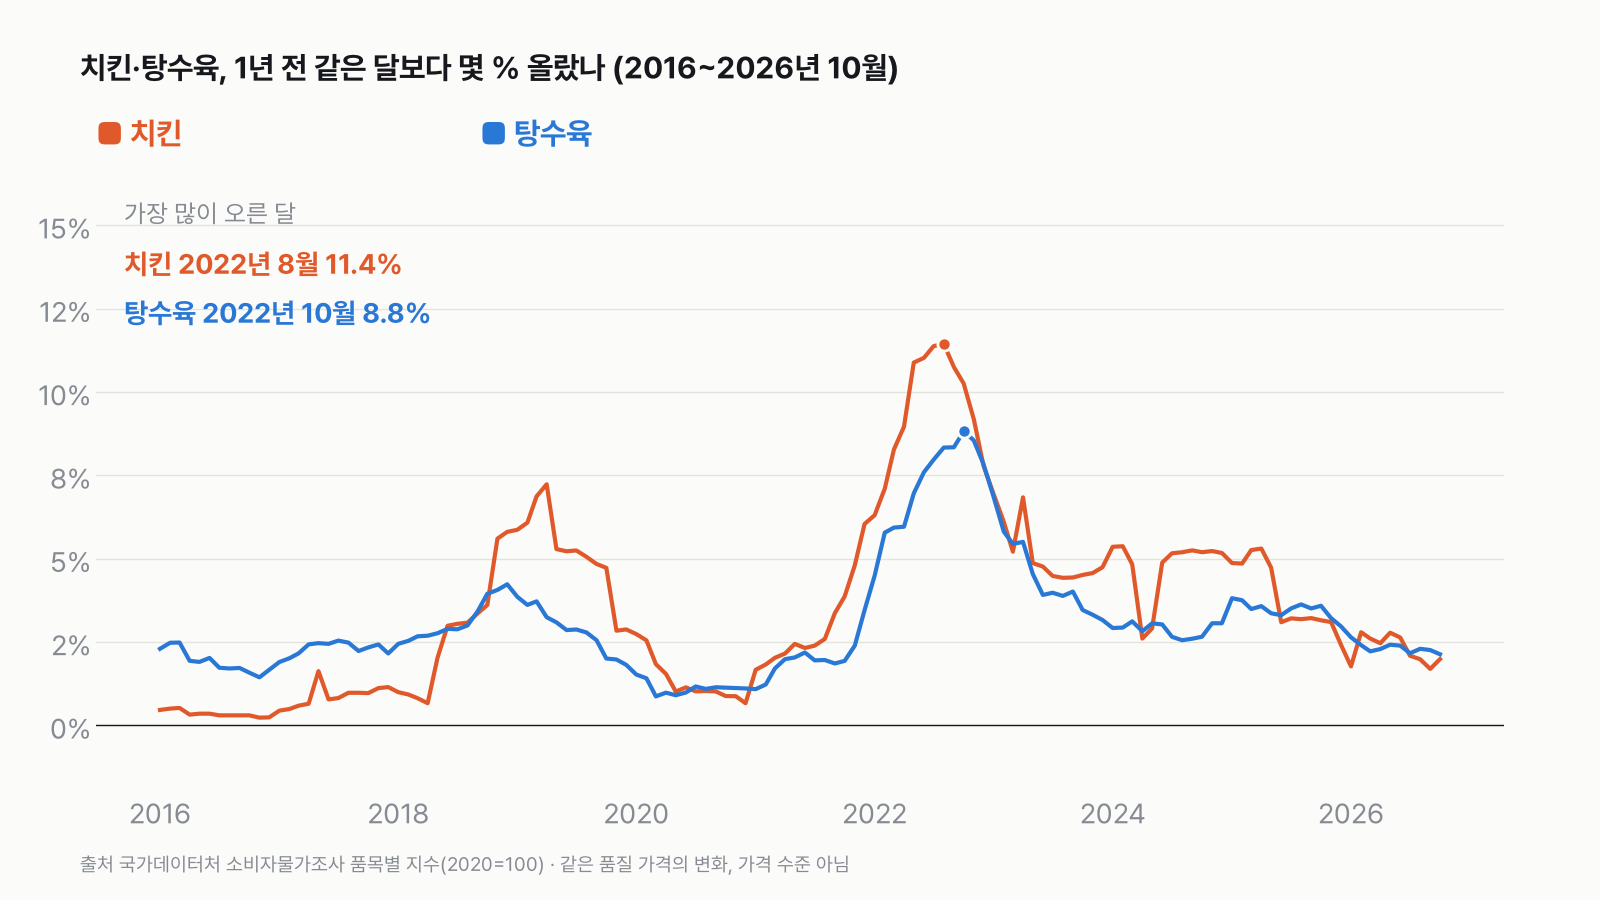 치킨·탕수육, 1년 전 같은 달보다 몇 % 올랐나 (2016~2026년 10월)
치킨 탕수육
가장 많이 오른 달
15%
치킨 2022년 8월 11.4%
12%
탕수육 2022년 10월 8.8%
10%
8%
5%
2%
0%
2016 2018 2020 2022 2024 2026
출처 국가데이터처 소비자물가조사 품목별 지수(2020=100) · 같은 품질 가격의 변화, 가격 수준 아님